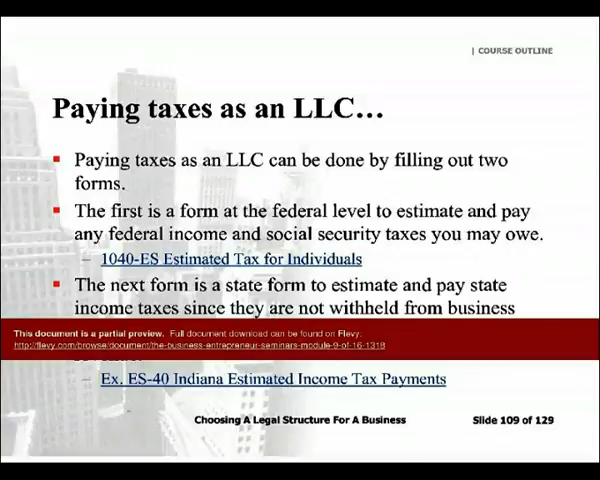 | COURSE OUTLINE
Paying taxes as an LLC…
Paying taxes as an LLC can be done by filling out two
forms.
The first is a form at the federal level to estimate and pay
any federal income and social security taxes you may owe.
– 1040-ES Estimated Tax for Individuals
The next form is a state form to estimate and pay state
income taxes since they are not withheld from business
This document is a partial preview. Full document download can be found on Flevy:
http://flevy.com/browse/document/the-business-entrepreneur-seminars-module-9-of-16-1318
– Ex. ES-40 Indiana Estimated Income Tax Payments
Choosing A Legal Structure For A Business
Slide 109 of 129